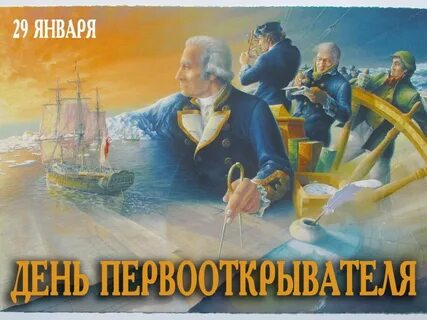 29 ЯНВАРЯ
ДЕНЬ ПЕРВООТКРЫВАТЕЛЯ